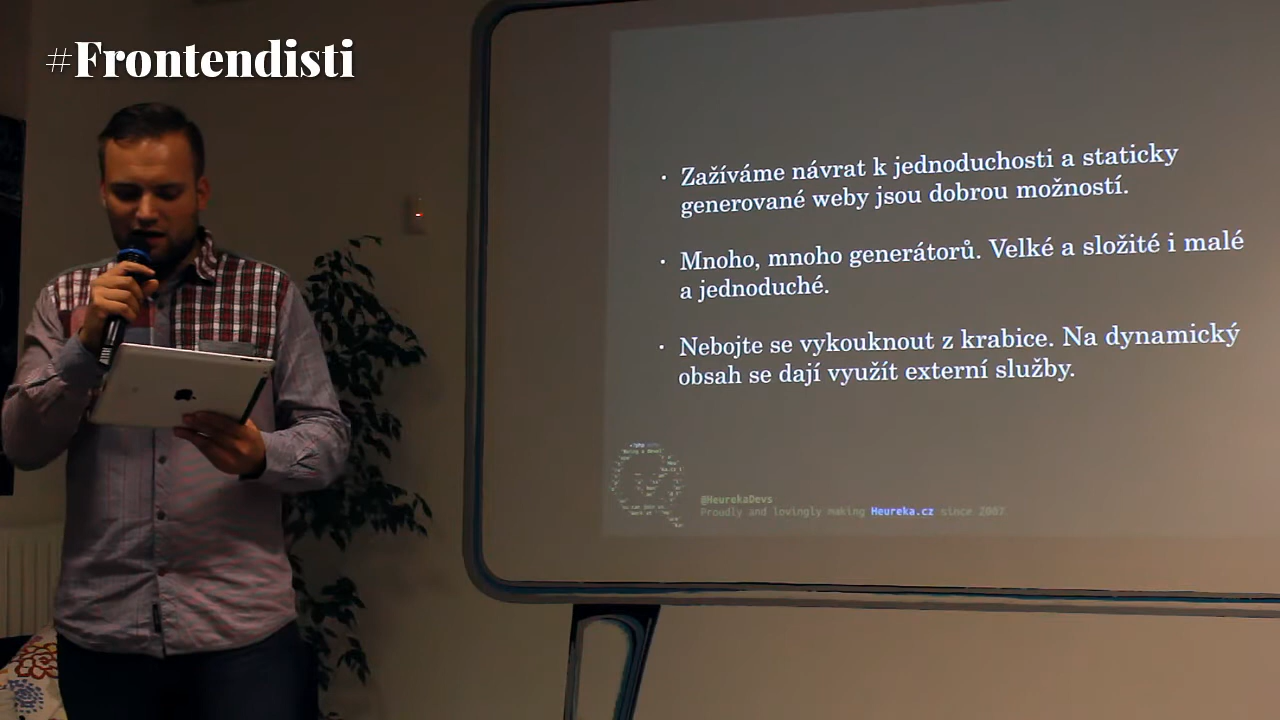 #Frontendisti
· Zažíváme návrat k jednoduchosti a staticky
generované weby jsou dobrou možností.
· Mnoho, mnoho generátorů. Velké a složité i malé
a jednoduché.
· Nebojte se vykouknout z krabice. Na dynamický
obsah se dají využít externí služby.
@HeurekaDevs
Proudly and lovingly making Heureka.cz since 2007